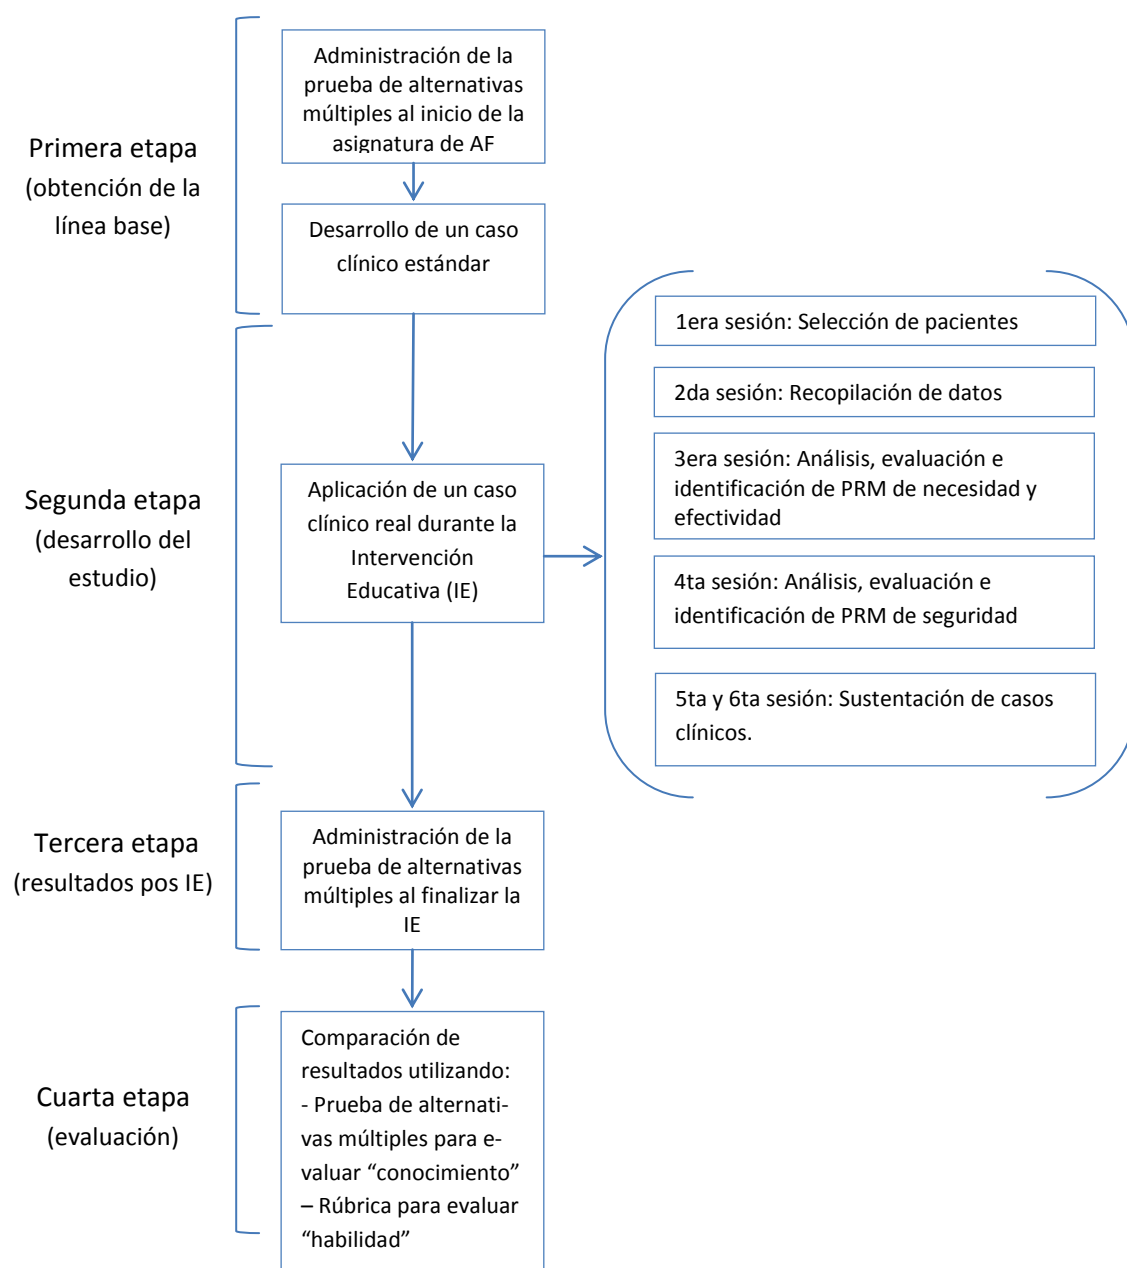 Primera etapa
(obtención de la
línea base)
Administración de la
prueba de alternativas
múltiples al inicio de la
asignatura de AF
Desarrollo de un caso
clínico estándar
Segunda etapa
(desarrollo del
estudio)
Aplicación de un caso
clínico real durante la
Intervención
Educativa (IE)
1era sesión: Selección de pacientes
2da sesión: Recopilación de datos
3era sesión: Análisis, evaluación e
identificación de PRM de necesidad y
efectividad
4ta sesión: Análisis, evaluación e
identificación de PRM de seguridad
5ta y 6ta sesión: Sustentación de casos
clínicos.
Tercera etapa
(resultados pos IE)
Administración de la
prueba de alternativas
múltiples al finalizar la
IE
Cuarta etapa
(evaluación)
Comparación de
resultados utilizando:
- Prueba de alternati-
vas múltiples para e-
valuar “conocimiento”
– Rúbrica para evaluar
“habilidad”